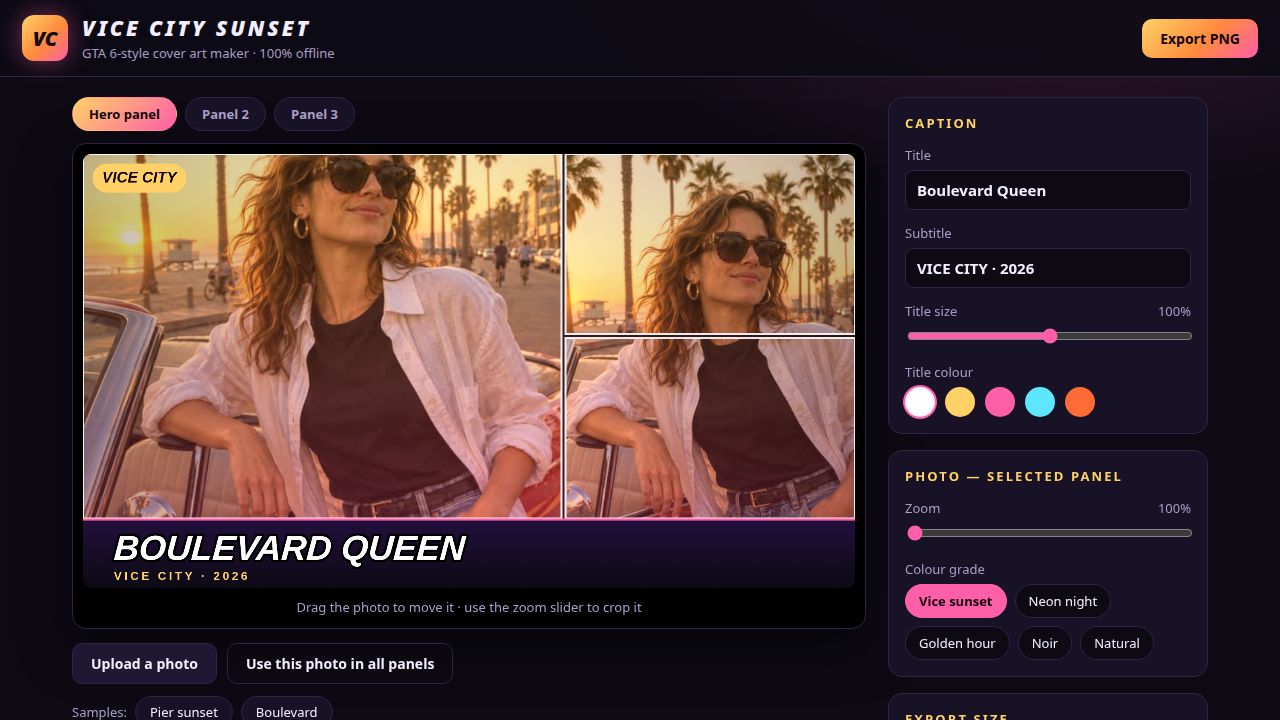 VC
VICE CITY SUNSET
GTA 6-style cover art maker · 100% offline
Export PNG
Hero panel
Panel 2
Panel 3
VICE CITY
BOULEVARD QUEEN
VICE CITY · 2026
Drag the photo to move it · use the zoom slider to crop it
Upload a photo
Use this photo in all panels
Samples:
Pier sunset
Boulevard
CAPTION
Title
Boulevard Queen
Subtitle
VICE CITY · 2026
Title size
100%
Title colour
PHOTO — SELECTED PANEL
Zoom
100%
Colour grade
Vice sunset
Neon night
Golden hour
Noir
Natural
EXPORT SIZE